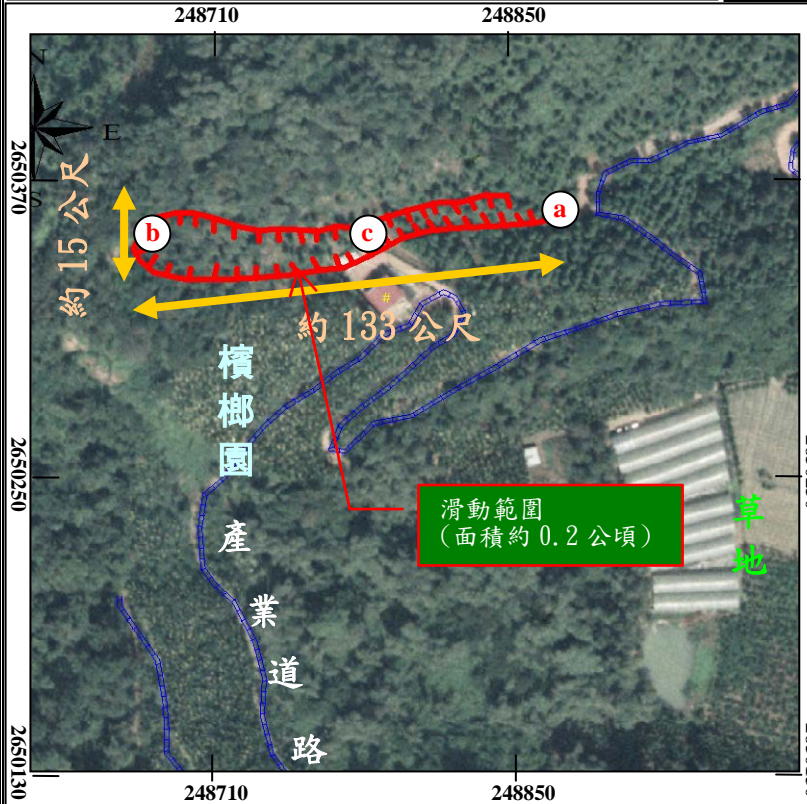 248710 248850
N
E
S
2650370
約 15 公尺
b
c
a
#
約 133 公尺
檳榔園
2650250
滑動範圍
(面積約 0.2 公頃)
草地
產業道路
2650130
248710 248850